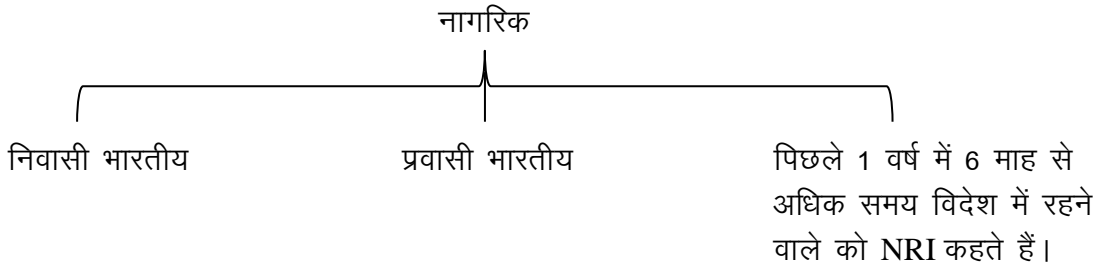 नागरिक
निवासी भारतीय
प्रवासी भारतीय
पिछले 1 वर्ष में 6 माह से
अधिक समय विदेश में रहने
वाले को NRI कहते हैं।